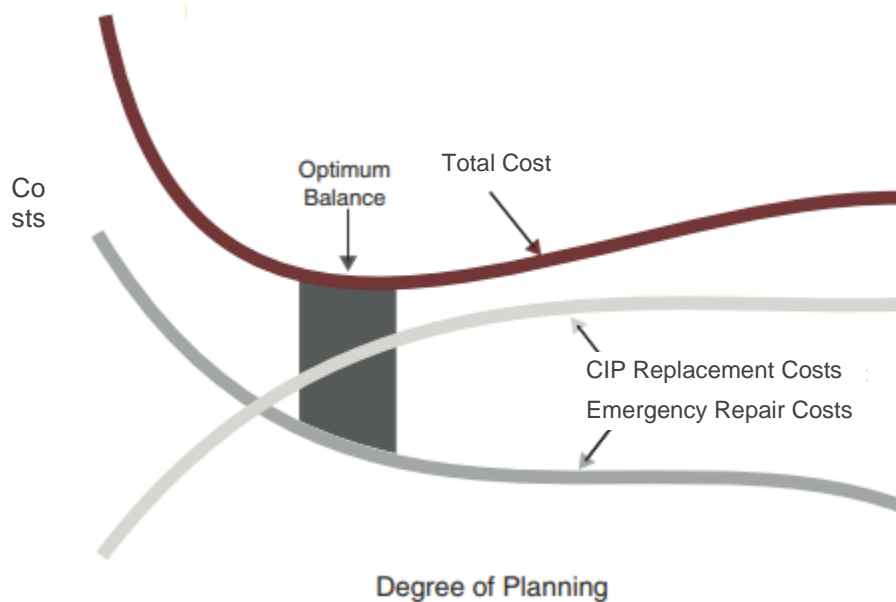 Optimum
Balance
Total Cost
Co
sts
CIP Replacement Costs
Emergency Repair Costs
Degree of Planning